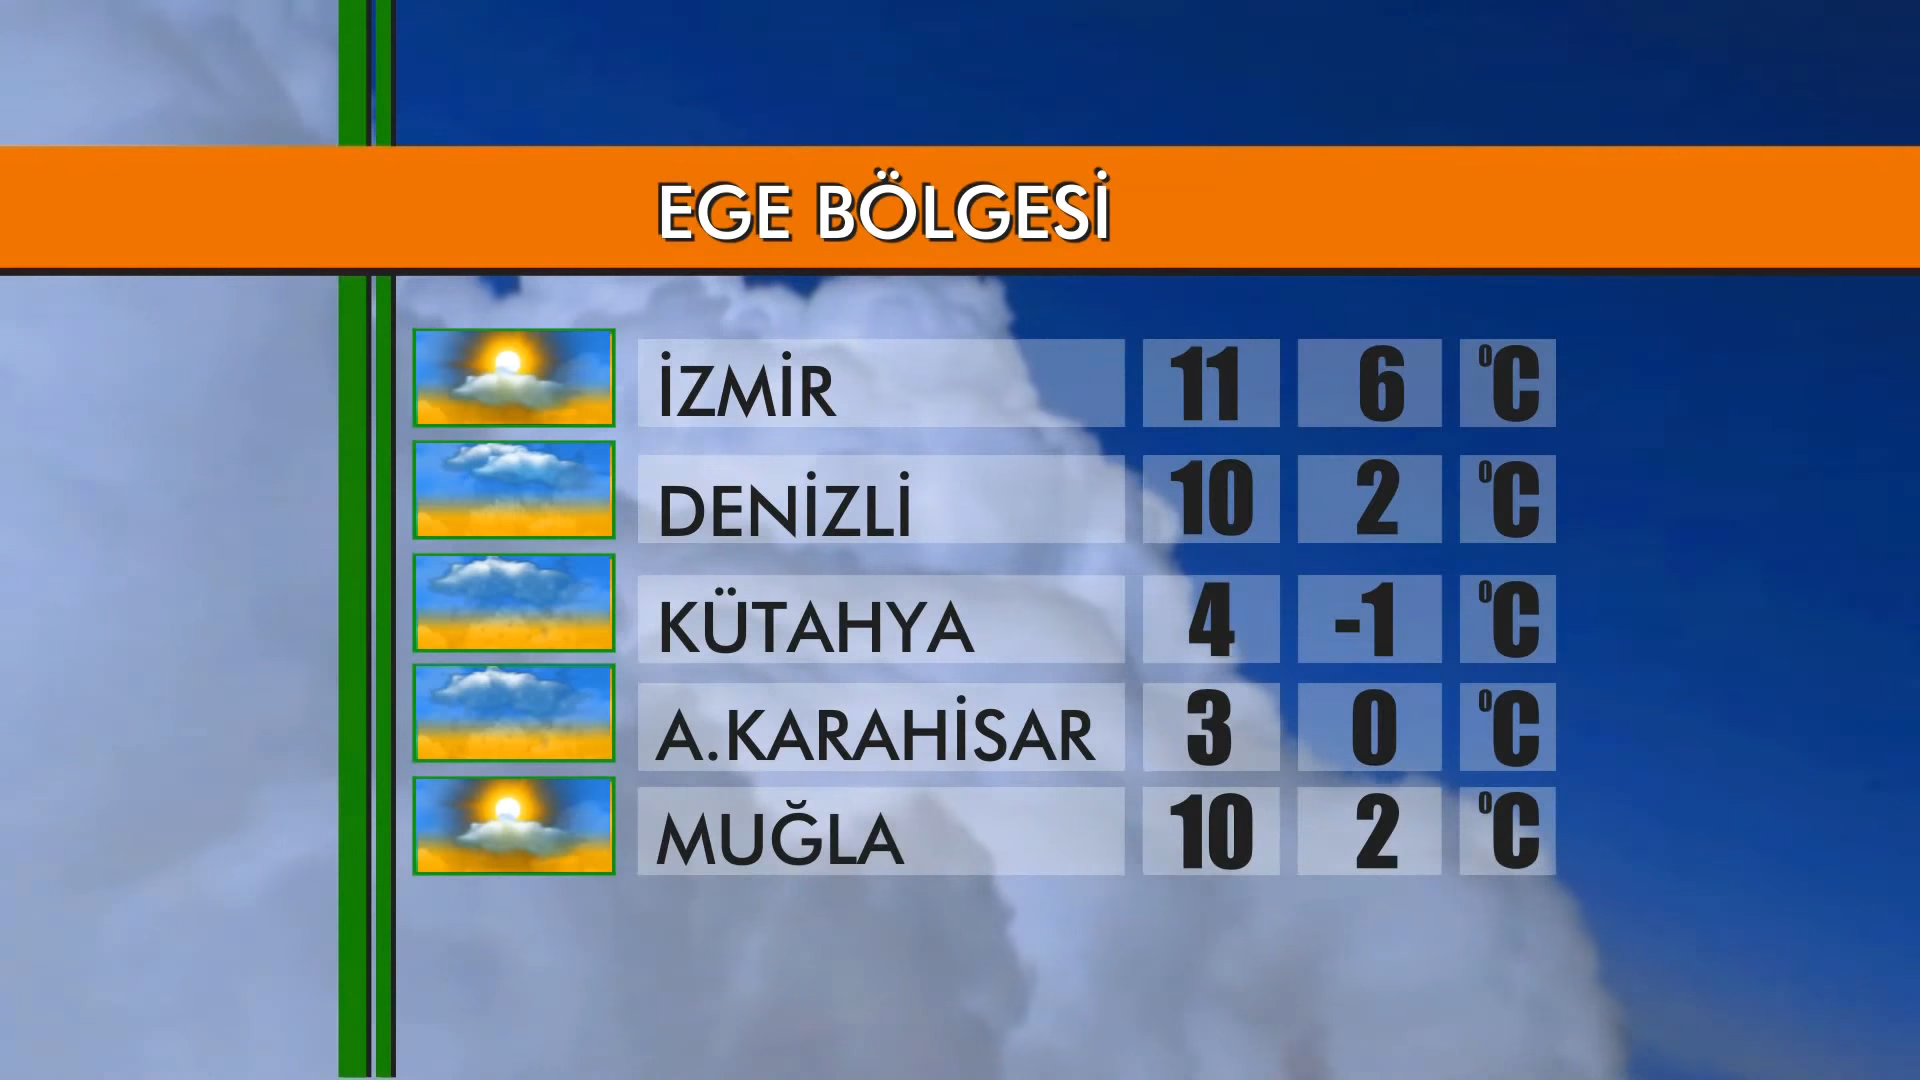 EGE BÖLGESİ
İZMİR 11 6 °C
DENİZLİ 10 2 °C
KÜTAHYA 4 -1 °C
A.KARAHİSAR 3 0 °C
MUĞLA 10 2 °C